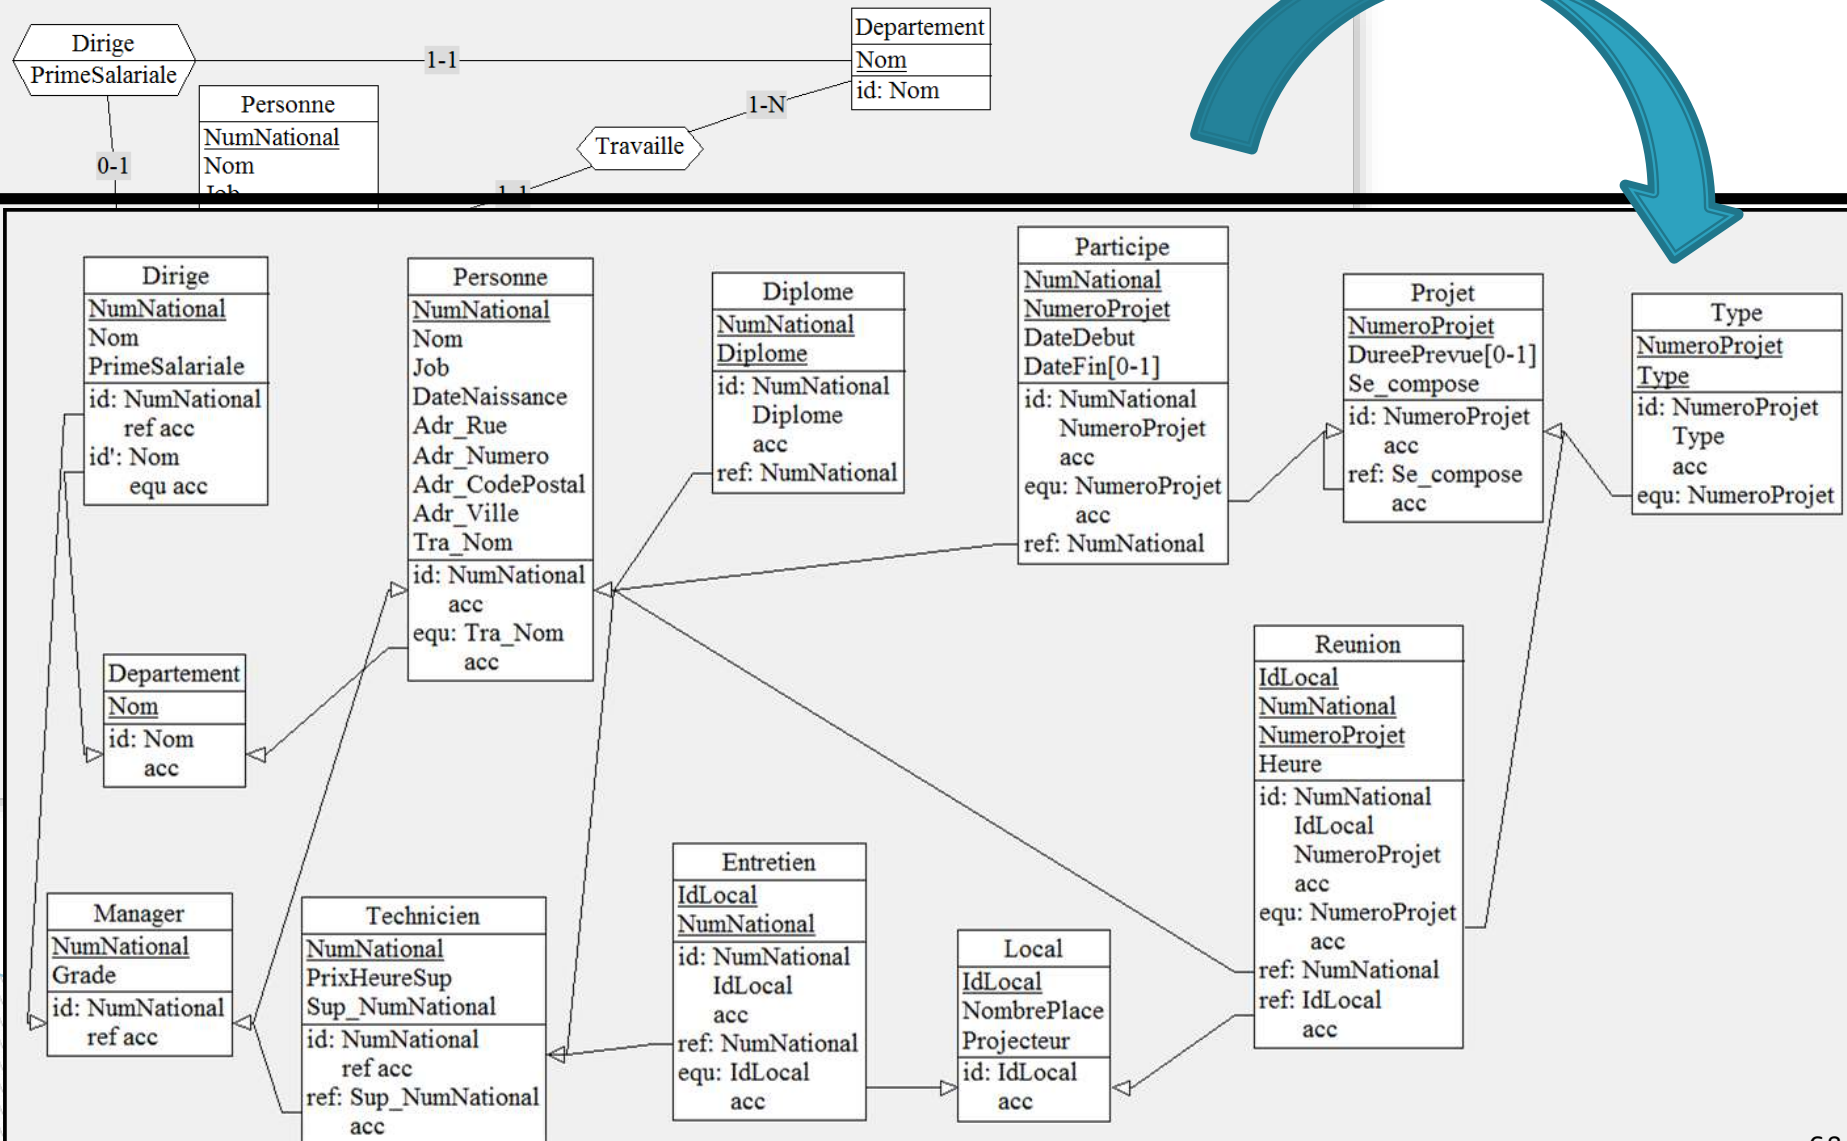 Dirige
PrimeSalariale
1-1
Departement
Nom
id: Nom
1-N
Travaille
Personne
NumNational
Nom
Job
0-1
1-1
Dirige
NumNational
Nom
PrimeSalariale
id: NumNational
ref acc
id': Nom
equ acc
Personne
NumNational
Nom
Job
DateNaissance
Adr_Rue
Adr_Numero
Adr_CodePostal
Adr_Ville
Tra_Nom
id: NumNational
acc
equ: Tra_Nom
acc
Diplome
NumNational
Diplome
id: NumNational
Diplome
acc
ref: NumNational
Participe
NumNational
NumeroProjet
DateDebut
DateFin[0-1]
id: NumNational
NumeroProjet
acc
equ: NumeroProjet
acc
ref: NumNational
Projet
NumeroProjet
DureePrevue[0-1]
Se_compose
id: NumeroProjet
acc
ref: Se_compose
acc
Type
NumeroProjet
Type
id: NumeroProjet
Type
acc
equ: NumeroProjet
Departement
Nom
id: Nom
acc
Reunion
IdLocal
NumNational
NumeroProjet
Heure
id: NumNational
IdLocal
NumeroProjet
acc
equ: NumeroProjet
acc
ref: NumNational
ref: IdLocal
acc
Manager
NumNational
Grade
id: NumNational
ref acc
Technicien
NumNational
PrixHeureSup
Sup_NumNational
id: NumNational
ref acc
ref: Sup_NumNational
acc
Entretien
IdLocal
NumNational
id: NumNational
IdLocal
acc
ref: NumNational
equ: IdLocal
acc
Local
IdLocal
NombrePlace
Projecteur
id: IdLocal
acc